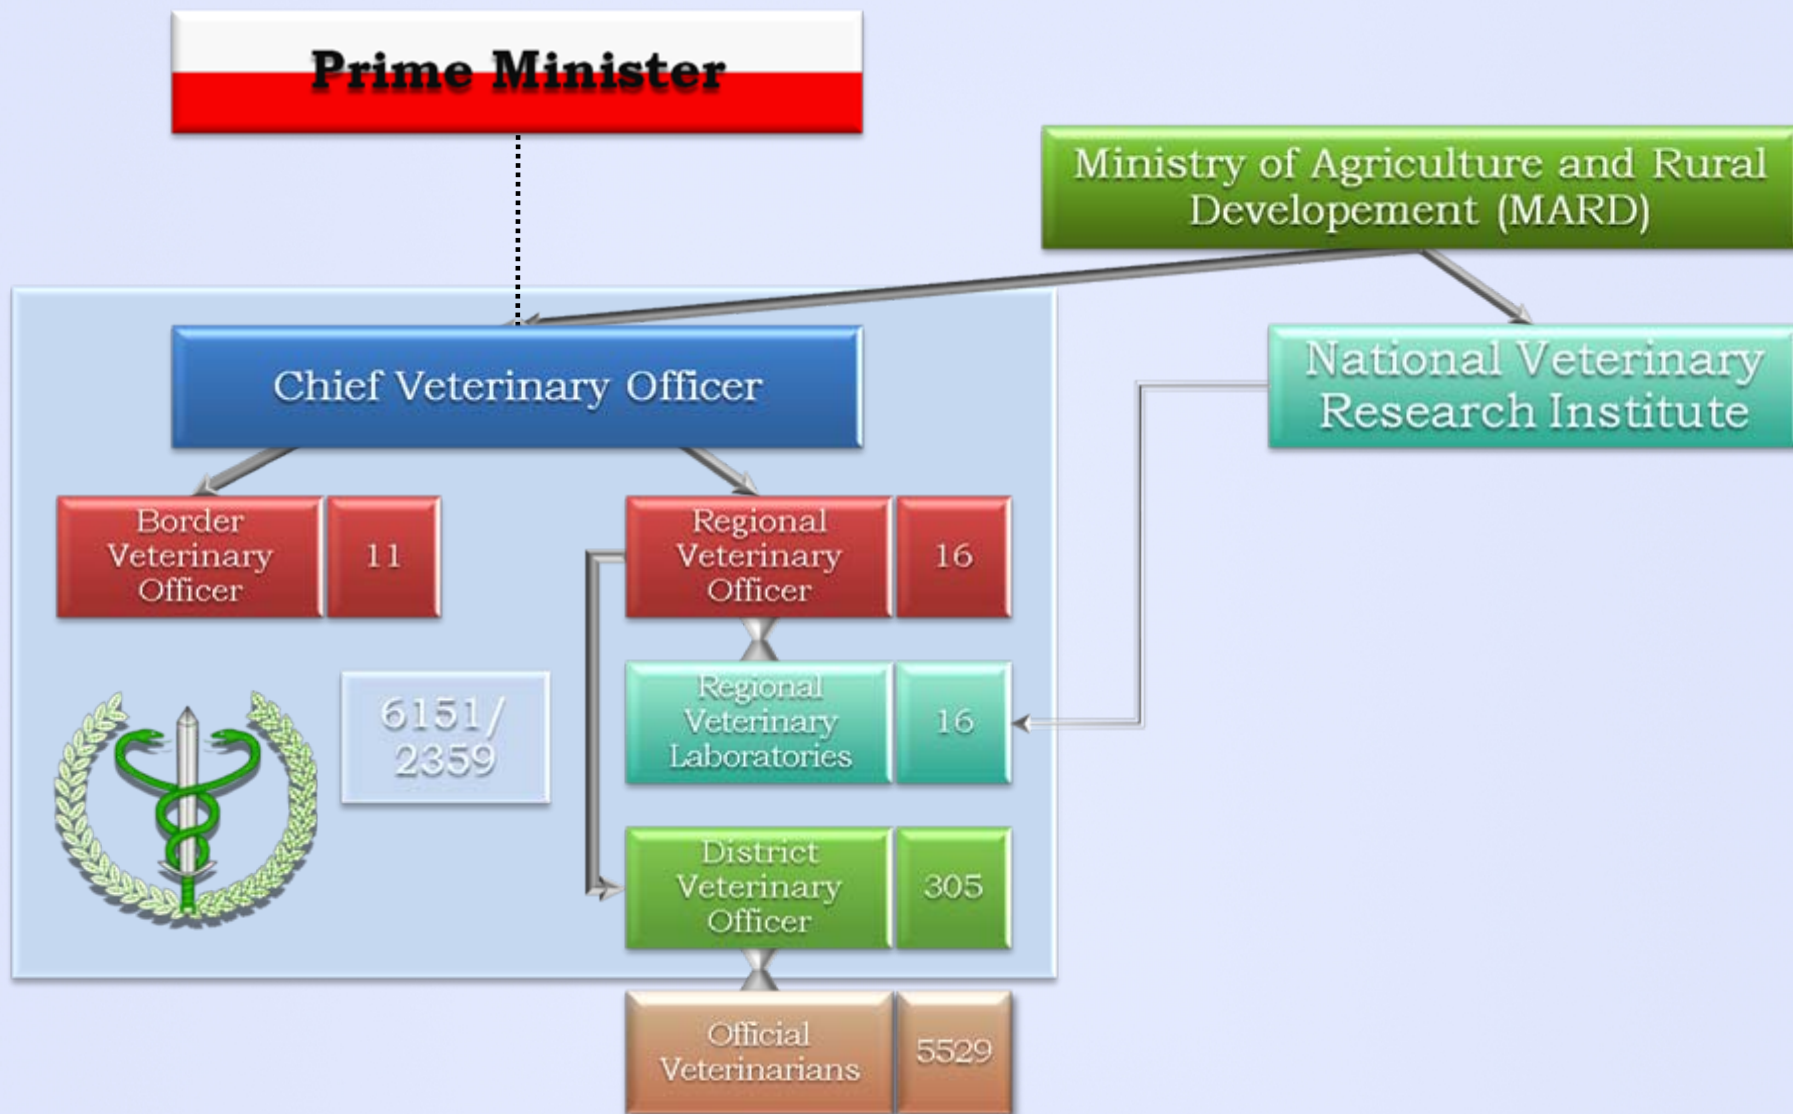 Prime Minister
Ministry of Agriculture and Rural
Developement (MARD)
Chief Veterinary Officer
National Veterinary
Research Institute
Border
Veterinary
Officer
11
Regional
Veterinary
Officer
16
6151/
2359
Regional
Veterinary
Laboratories
16
District
Veterinary
Officer
305
Official
Veterinarians
5529